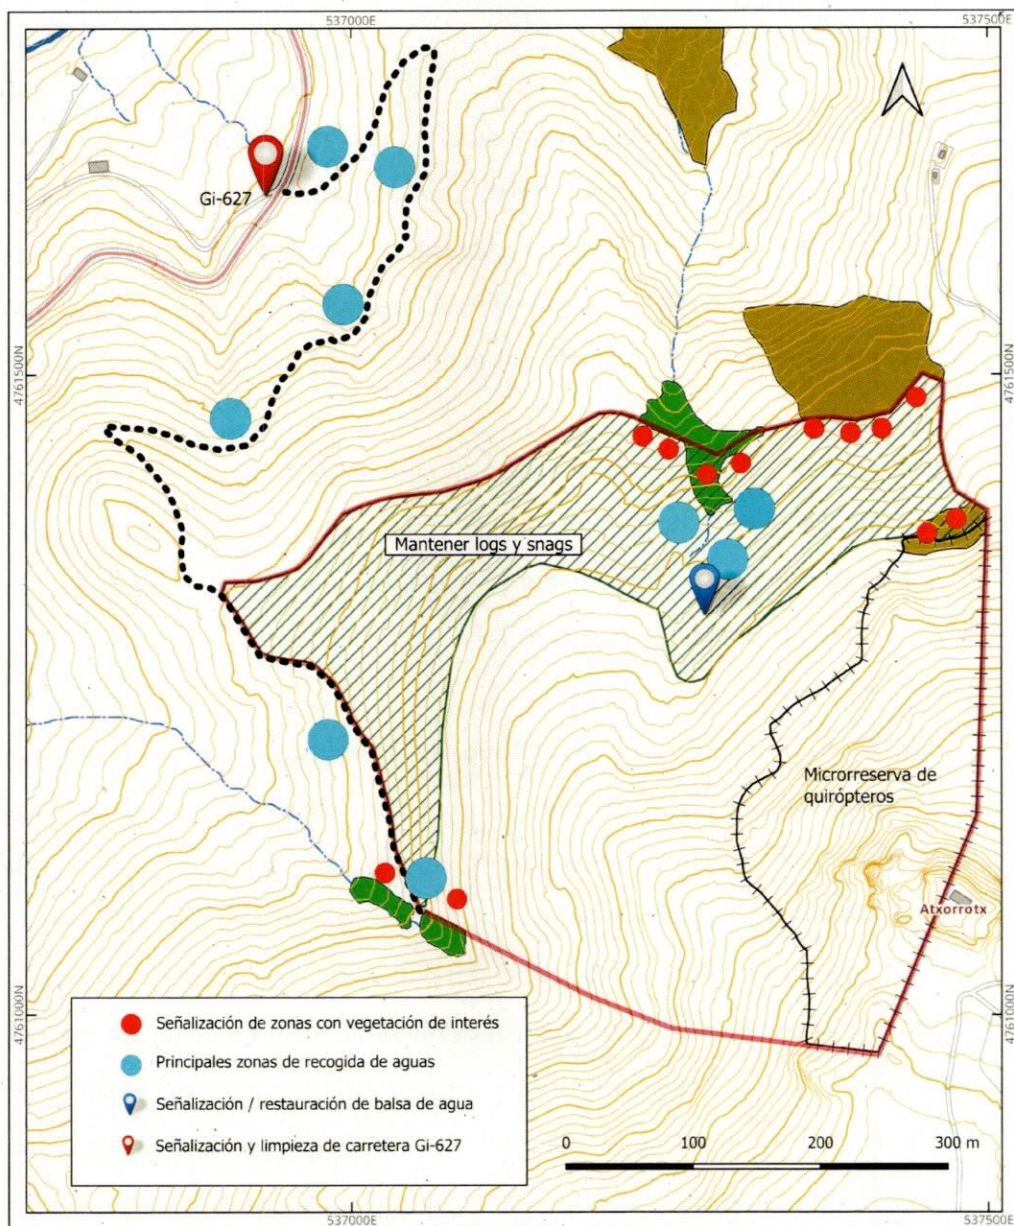 537000E
537500E
Gi-627
4761500N
4761500N
Mantener logs y snags
Microrreserva de
quirópteros
Atxorrotx
4761000N
4761000N
Señalización de zonas con vegetación de interés
Principales zonas de recogida de aguas
Señalización / restauración de balsa de agua
Señalización y limpieza de carretera Gi-627
0
100
200
300 m
537000E
537500E